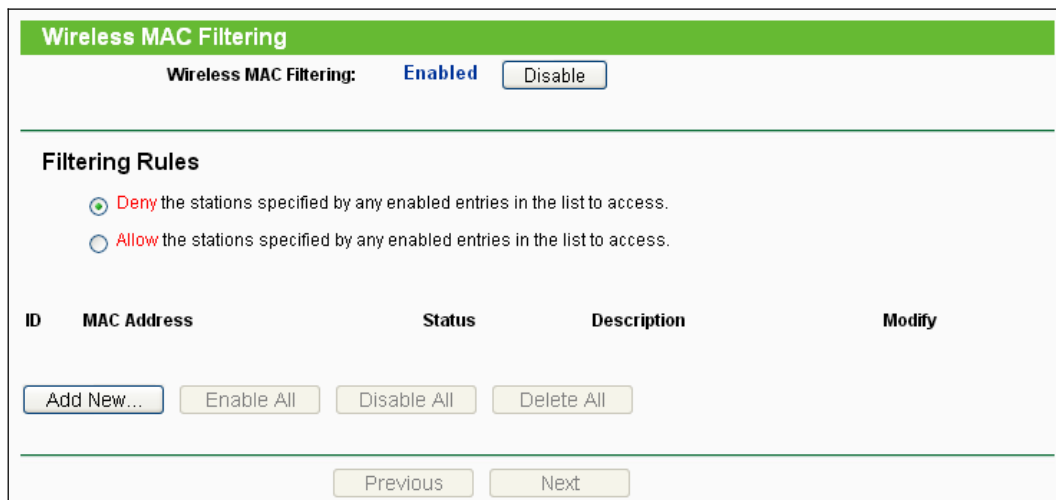 Wireless MAC Filtering
Wireless MAC Filtering: Enabled Disable
Filtering Rules
Deny the stations specified by any enabled entries in the list to access.
Allow the stations specified by any enabled entries in the list to access.
ID MAC Address Status Description Modify
Add New... Enable All Disable All Delete All
Previous Next